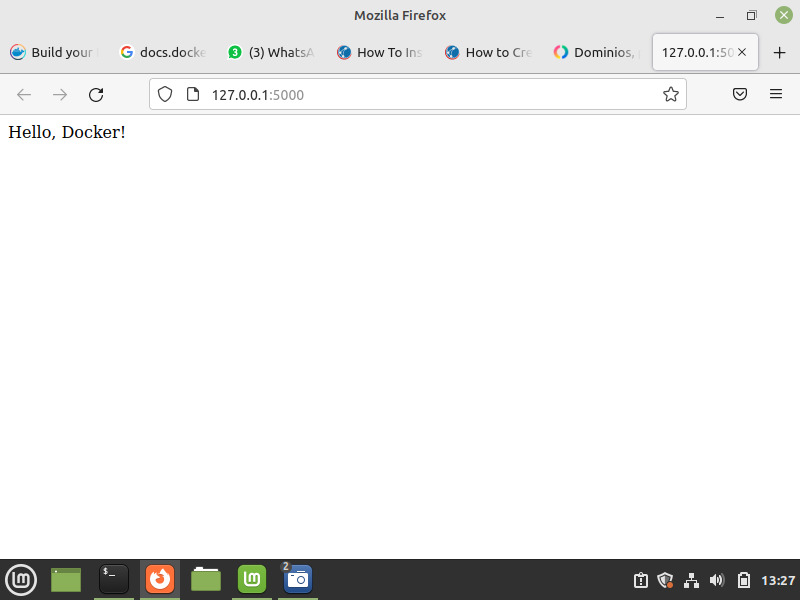 Mozilla Firefox
Build your
docs.docke
3
(3) WhatsA
How To Ins
How to Cre
Dominios,
127.0.0.1:50
127.0.0.1:5000
Hello, Docker!
$_
2
13:27